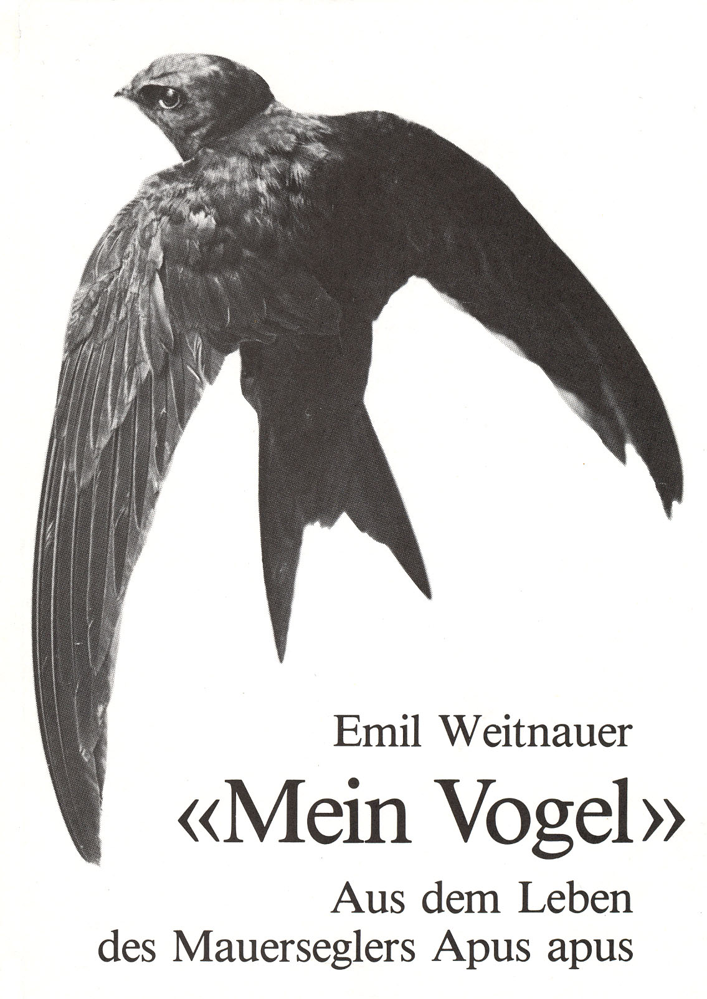 Emil Weitnauer
«Mein Vogel»
Aus dem Leben
des Mauerseglers Apus apus